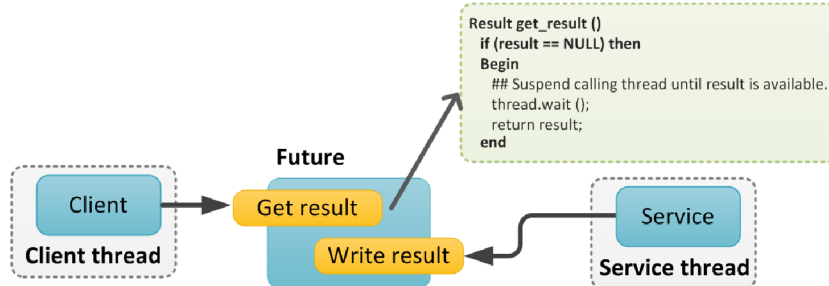 Result get_result ()
if (result == NULL) then
Begin
## Suspend calling thread until result is available.
thread.wait ();
return result;
end
Future
Client
Get result
Service
Client thread
Write result
Service thread